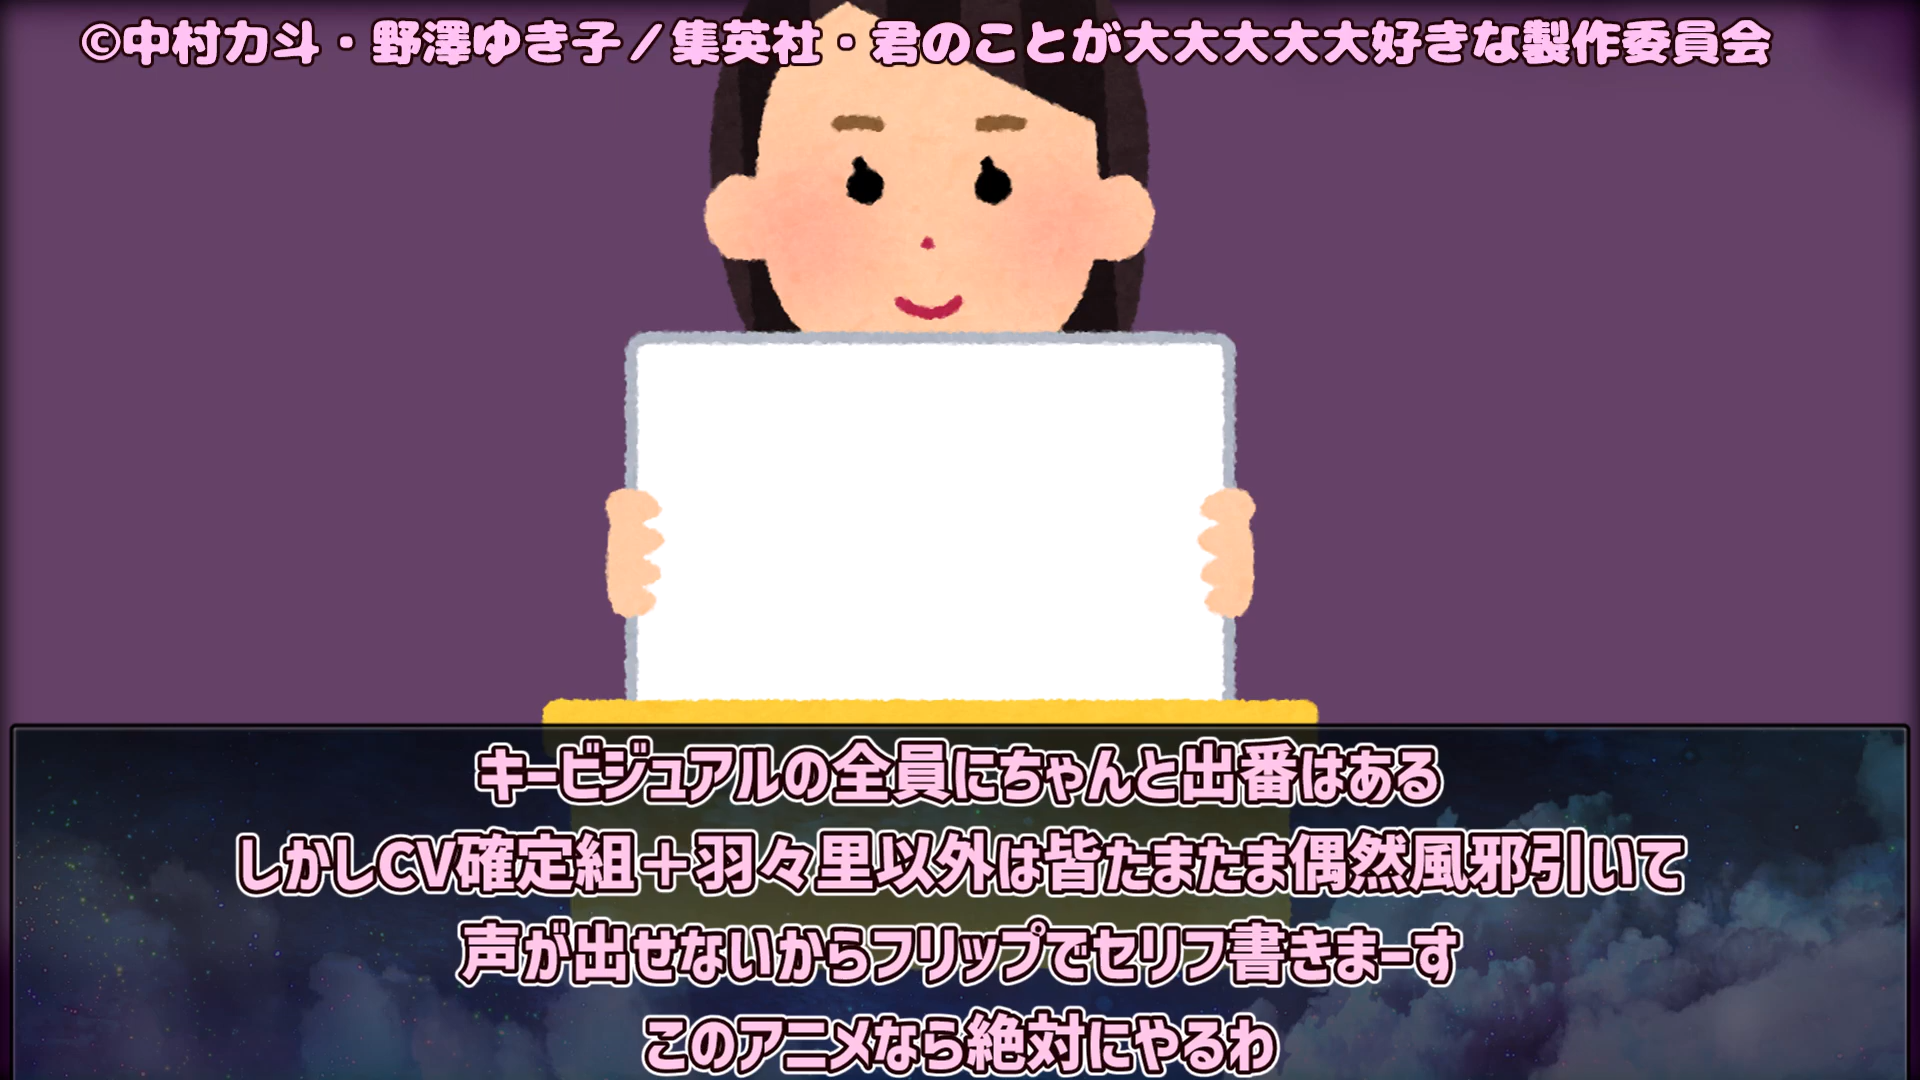 ©中村力斗・野澤ゆき子／集英社・君のことが大大大大大好きな製作委員会
キービジュアルの全員にちゃんと出番はある
しかしCV確定組＋羽々里以外は皆たまたま偶然風邪引いて
声が出せないからフリップでセリフ書きまーす
このアニメなら絶対にやるわ